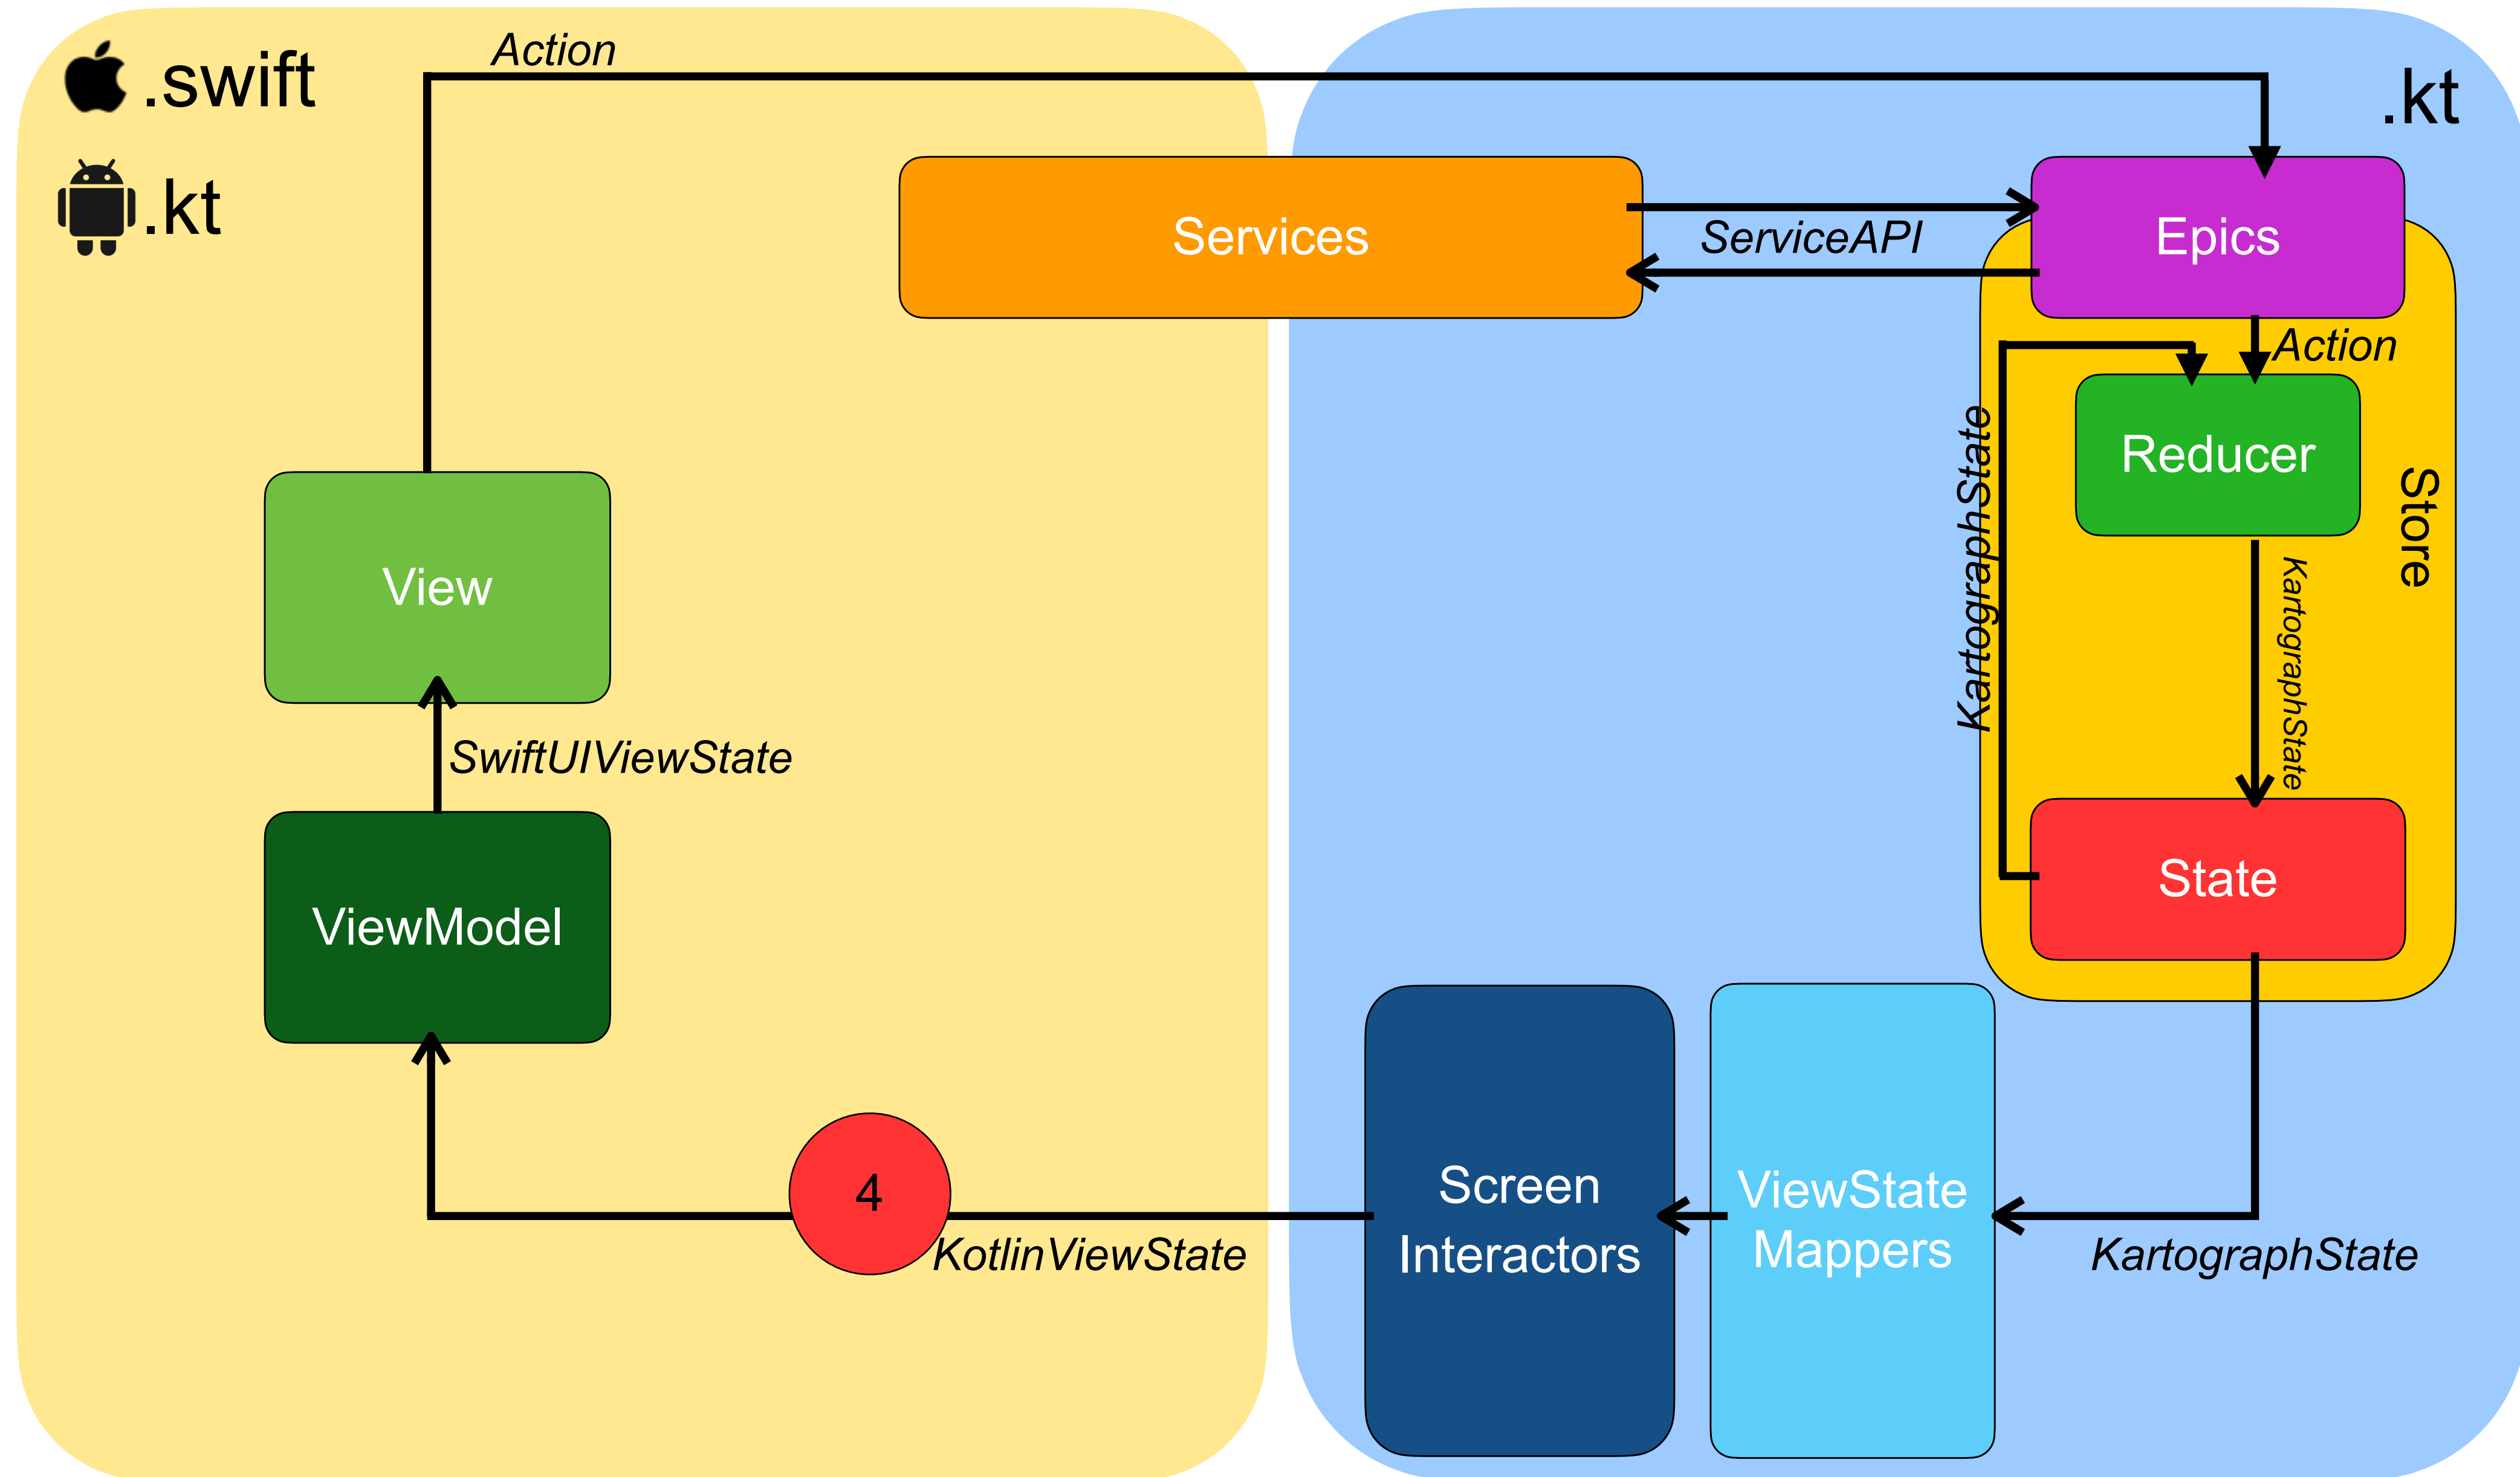 Action
.swift
.kt
.kt
Services
ServiceAPI
Epics
Action
Reducer
Store
KartographState
KartographState
View
SwiftUIViewState
ViewModel
State
4
KotlinViewState
Screen
Interactors
ViewState
Mappers
KartographState